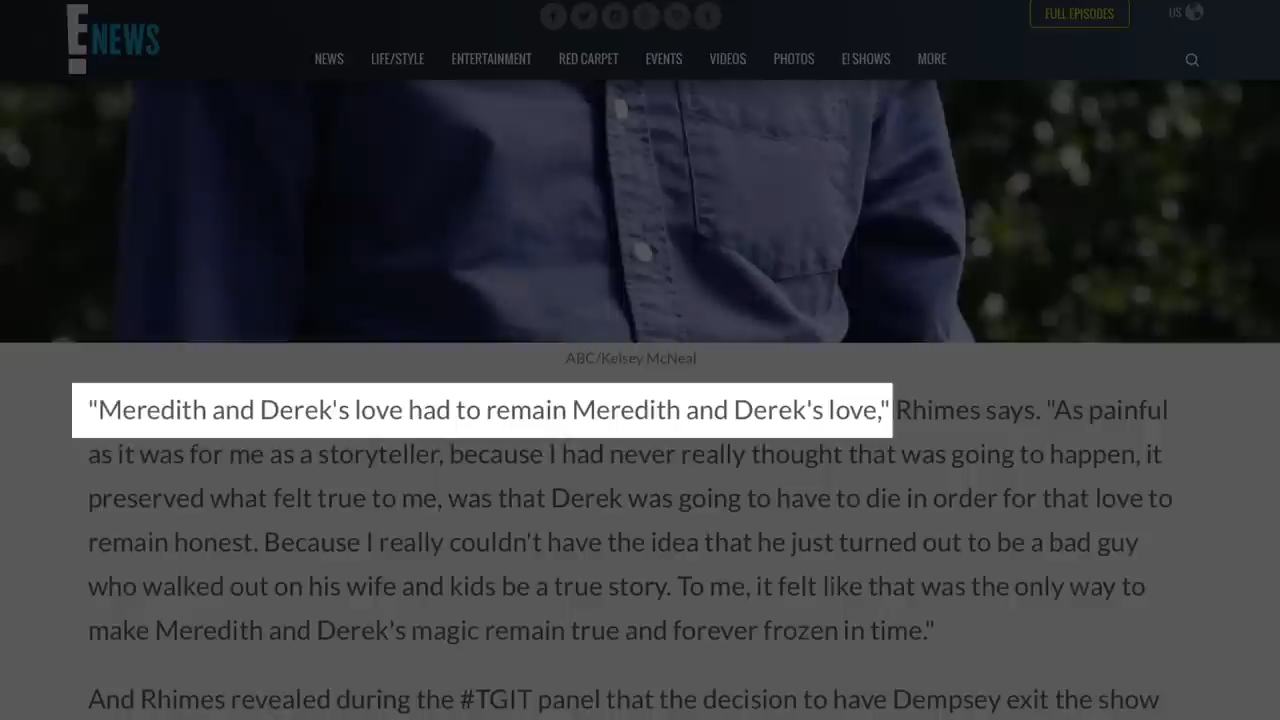 E! NEWS
FULL EPISODES
US
NEWS LIFE/STYLE ENTERTAINMENT RED CARPET EVENTS VIDEOS PHOTOS E! SHOWS MORE
ABC/Kelsey McNeal
"Meredith and Derek's love had to remain Meredith and Derek's love," Rhimes says. "As painful
as it was for me as a storyteller, because I had never really thought that was going to happen, it
preserved what felt true to me, was that Derek was going to have to die in order for that love to
remain honest. Because I really couldn't have the idea that he just turned out to be a bad guy
who walked out on his wife and kids be a true story. To me, it felt like that was the only way to
make Meredith and Derek's magic remain true and forever frozen in time."
And Rhimes revealed during the #TGIT panel that the decision to have Dempsey exit the show